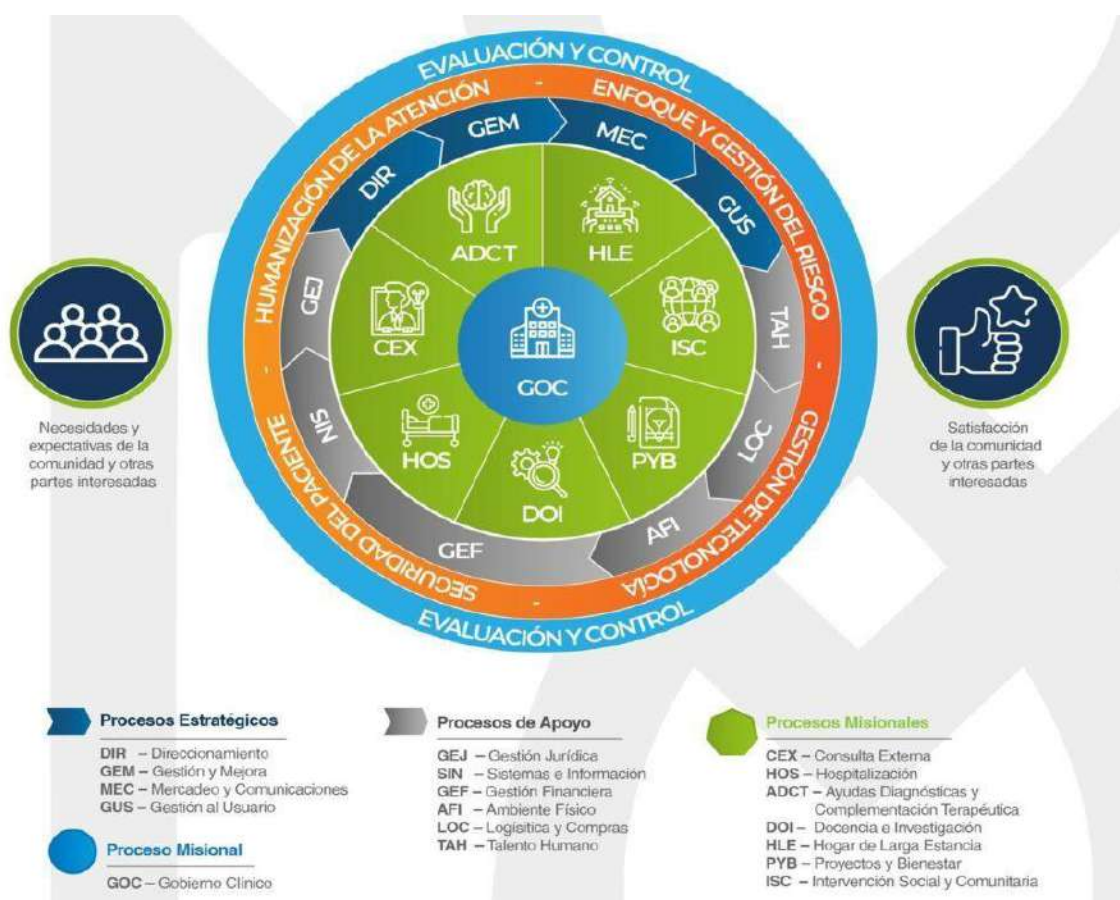 EVALUACIÓN Y CONTROL
HUMANIZACIÓN DE LA ATENCIÓN - ENFOQUE Y GESTIÓN DEL RIESGO - GESTIÓN DE TECNOLOGÍA - SEGURIDAD DEL PACIENTE -
DIR
GEM
MEC
GUS
TAH
LOC
AFI
GEF
SIN
GEJ
ADCT
HLE
CEX
ISC
GOC
HOS
PYB
DOI
EVALUACIÓN Y CONTROL
Necesidades y
expectativas de la
comunidad y otras
partes interesadas
Satisfacción
de la comunidad
y otras partes
interesadas
Procesos Estratégicos
DIR – Direccionamiento
GEM – Gestión y Mejora
MEC – Mercadeo y Comunicaciones
GUS – Gestión al Usuario
Proceso Misional
GOC – Gobierno Clínico
Procesos de Apoyo
GEJ – Gestión Jurídica
SIN – Sistemas e Información
GEF – Gestión Financiera
AFI – Ambiente Físico
LOC – Logísitica y Compras
TAH – Talento Humano
Procesos Misionales
CEX – Consulta Externa
HOS – Hospitalización
ADCT – Ayudas Diagnósticas y
Complementación Terapéutica
DOI – Docencia e Investigación
HLE – Hogar de Larga Estancia
PYB – Proyectos y Bienestar
ISC – Intervención Social y Comunitaria